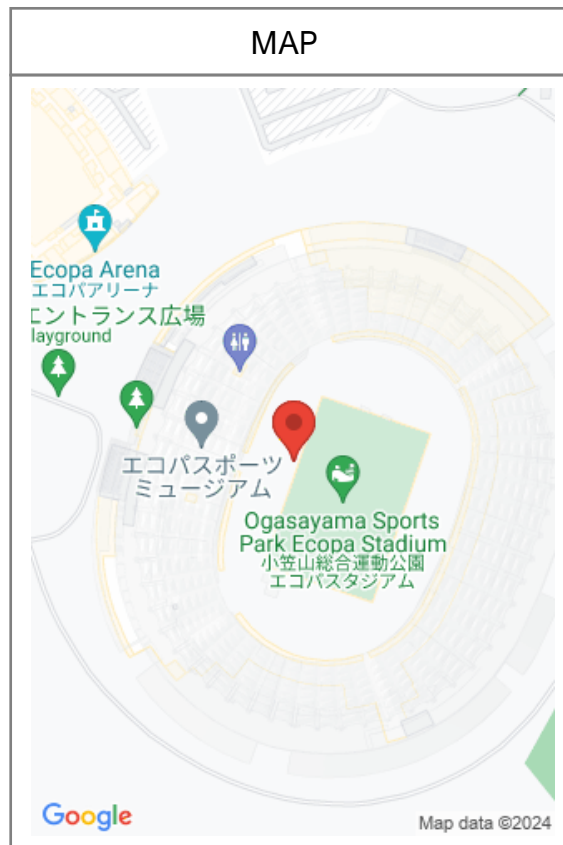 MAP
Ecopa Arena
エコパアリーナ
エントランス広場
layground
エコパスポーツ
ミュージアム
Ogasayama Sports
Park Ecopa Stadium
小笠山総合運動公園
エコパスタジアム
Google
Map data ©2024